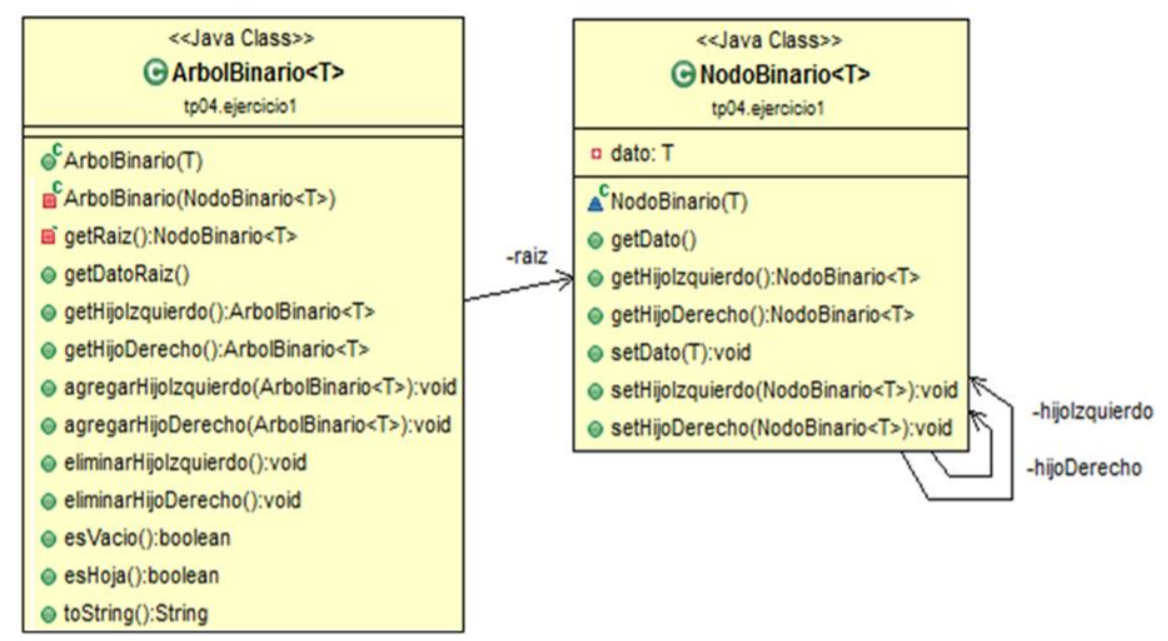 <<Java Class>>
ArbolBinario<T>
tp04.ejercicio1
ArbolBinario(T)
ArbolBinario(NodoBinario<T>)
getRaiz():NodoBinario<T>
getDatoRaiz()
getHijoIzquierdo():ArbolBinario<T>
getHijoDerecho():ArbolBinario<T>
agregarHijoIzquierdo(ArbolBinario<T>):void
agregarHijoDerecho(ArbolBinario<T>):void
eliminarHijoIzquierdo():void
eliminarHijoDerecho():void
esVacio():boolean
esHoja():boolean
toString():String
-raiz
<<Java Class>>
NodoBinario<T>
tp04.ejercicio1
dato: T
NodoBinario(T)
getDato()
getHijoIzquierdo():NodoBinario<T>
getHijoDerecho():NodoBinario<T>
setDato(T):void
setHijoIzquierdo(NodoBinario<T>):void
setHijoDerecho(NodoBinario<T>):void
-hijoIzquierdo
-hijoDerecho